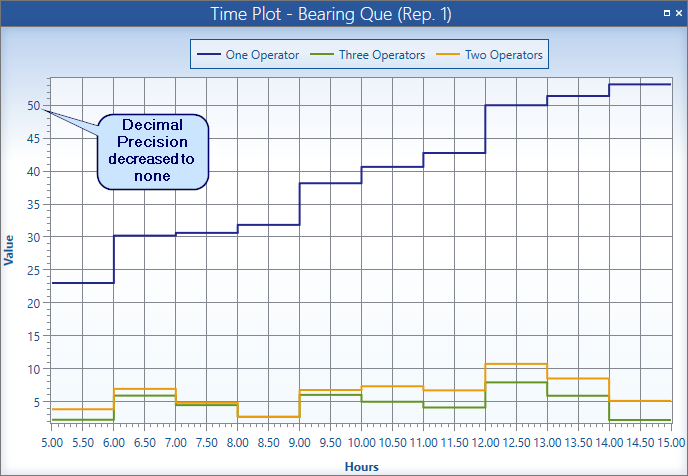 Time Plot - Bearing Que (Rep. 1)
One Operator Three Operators Two Operators
Decimal
Precision
decreased to
none
Value
50
45
40
35
30
25
20
15
10
5
5.00 5.50 6.00 6.50 7.00 7.50 8.00 8.50 9.00 9.50 10.00 10.50 11.00 11.50 12.00 12.50 13.00 13.50 14.00 14.50 15.00
Hours